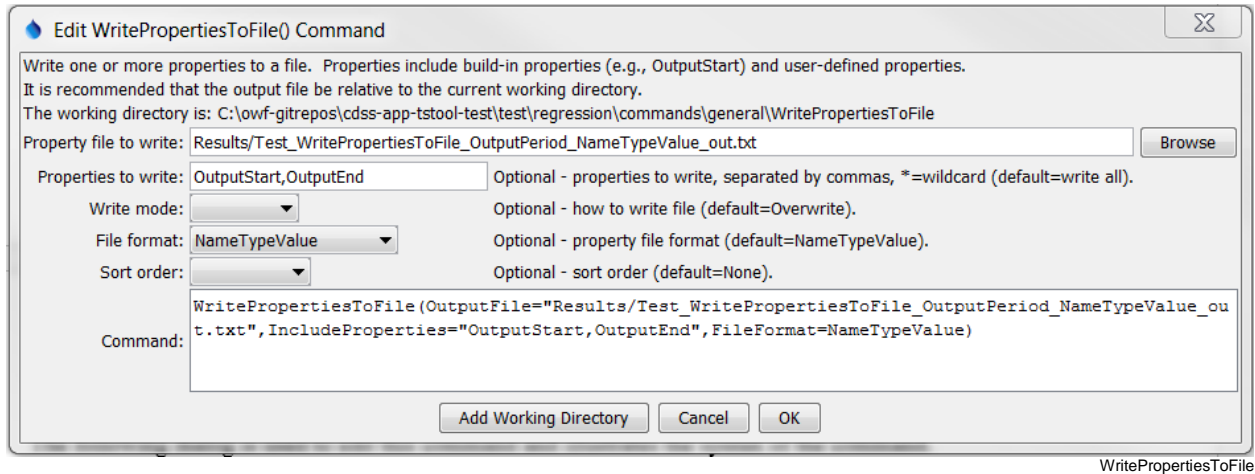 Edit WritePropertiesToFile() Command
Write one or more properties to a file. Properties include build-in properties (e.g., OutputStart) and user-defined properties.
It is recommended that the output file be relative to the current working directory.
The working directory is: C:\owf-gitrepos\cdss-app-tstool-test\test\regression\commands\general\WritePropertiesToFile
Property file to write: Results/Test_WritePropertiesToFile_OutputPeriod_NameTypeValue_out.txt Browse
Properties to write: OutputStart,OutputEnd Optional - properties to write, separated by commas, *=wildcard (default=write all).
Write mode: Optional - how to write file (default=Overwrite).
File format: NameTypeValue Optional - property file format (default=NameTypeValue).
Sort order: Optional - sort order (default=None).
Command: WritePropertiesToFile(OutputFile="Results/Test_WritePropertiesToFile_OutputPeriod_NameTypeValue_ou
t.txt",IncludeProperties="OutputStart,OutputEnd",FileFormat=NameTypeValue)
Add Working Directory Cancel OK
WritePropertiesToFile